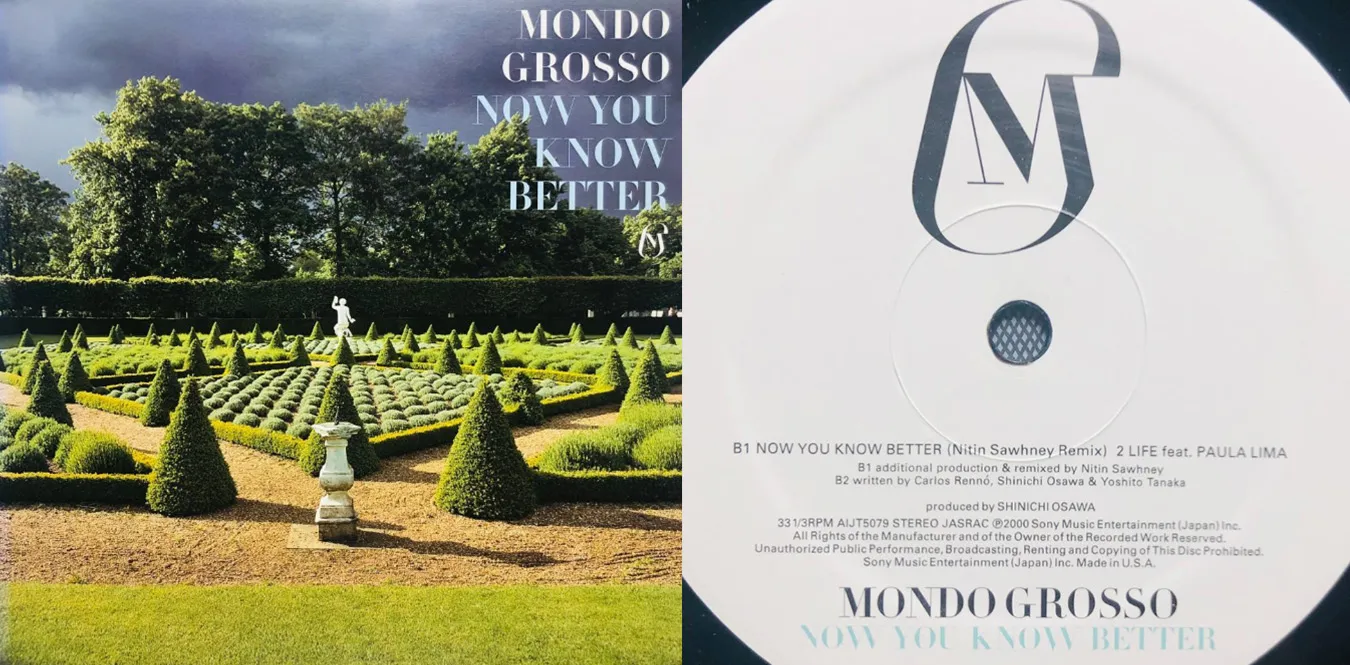 MONDO
GROSSO
NOW YOU
KNOW
BETTER
M
M
B1 NOW YOU KNOW BETTER (Nitin Sawhney Remix) 2 LIFE feat. PAULA LIMA
B1 additional production & remixed by Nitin Sawhney
B2 written by Carlos Rennó, Shinichi Osawa & Yoshito Tanaka
produced by SHINICHI OSAWA
33 1/3RPM AIJT5079 STEREO JASRAC ℗2000 Sony Music Entertainment (Japan) Inc.
All Rights of the Manufacturer and of the Owner of the Recorded Work Reserved.
Unauthorized Public Performance, Broadcasting, Renting and Copying of This Disc Prohibited.
Sony Music Entertainment (Japan) Inc. Made in U.S.A.
MONDO GROSSO
NOW YOU KNOW BETTER